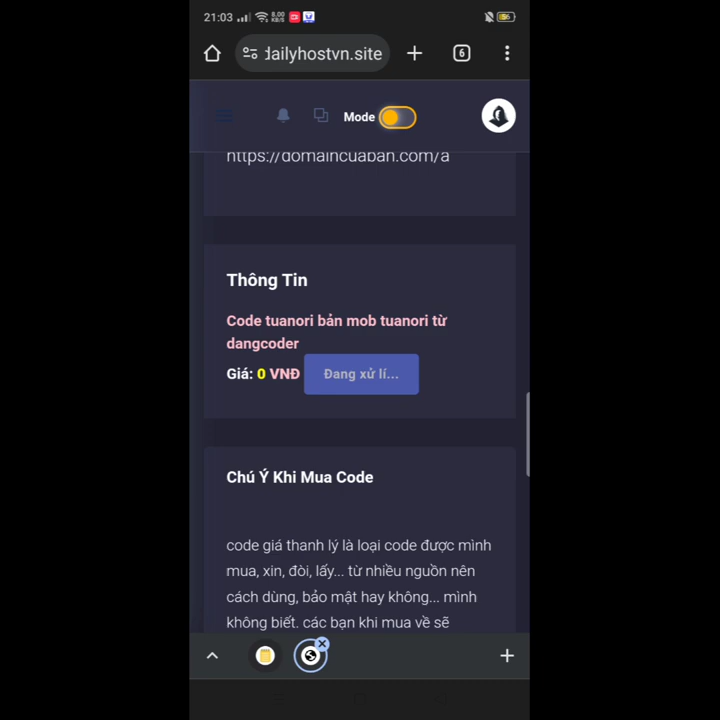 21:03
8,00
KB/S
dailyhostvn.site
6
Mode
https://domaincuaban.com/a
Thông Tin
Code tuanori bản mob tuanori từ
dangcoder
Giá: 0 VNĐ
Đang xử lí...
Chú Ý Khi Mua Code
code giá thanh lý là loại code được mình
mua, xin, đòi, lấy... từ nhiều nguồn nên
cách dùng, bảo mật hay không... mình
không biết. các bạn khi mua về sẽ